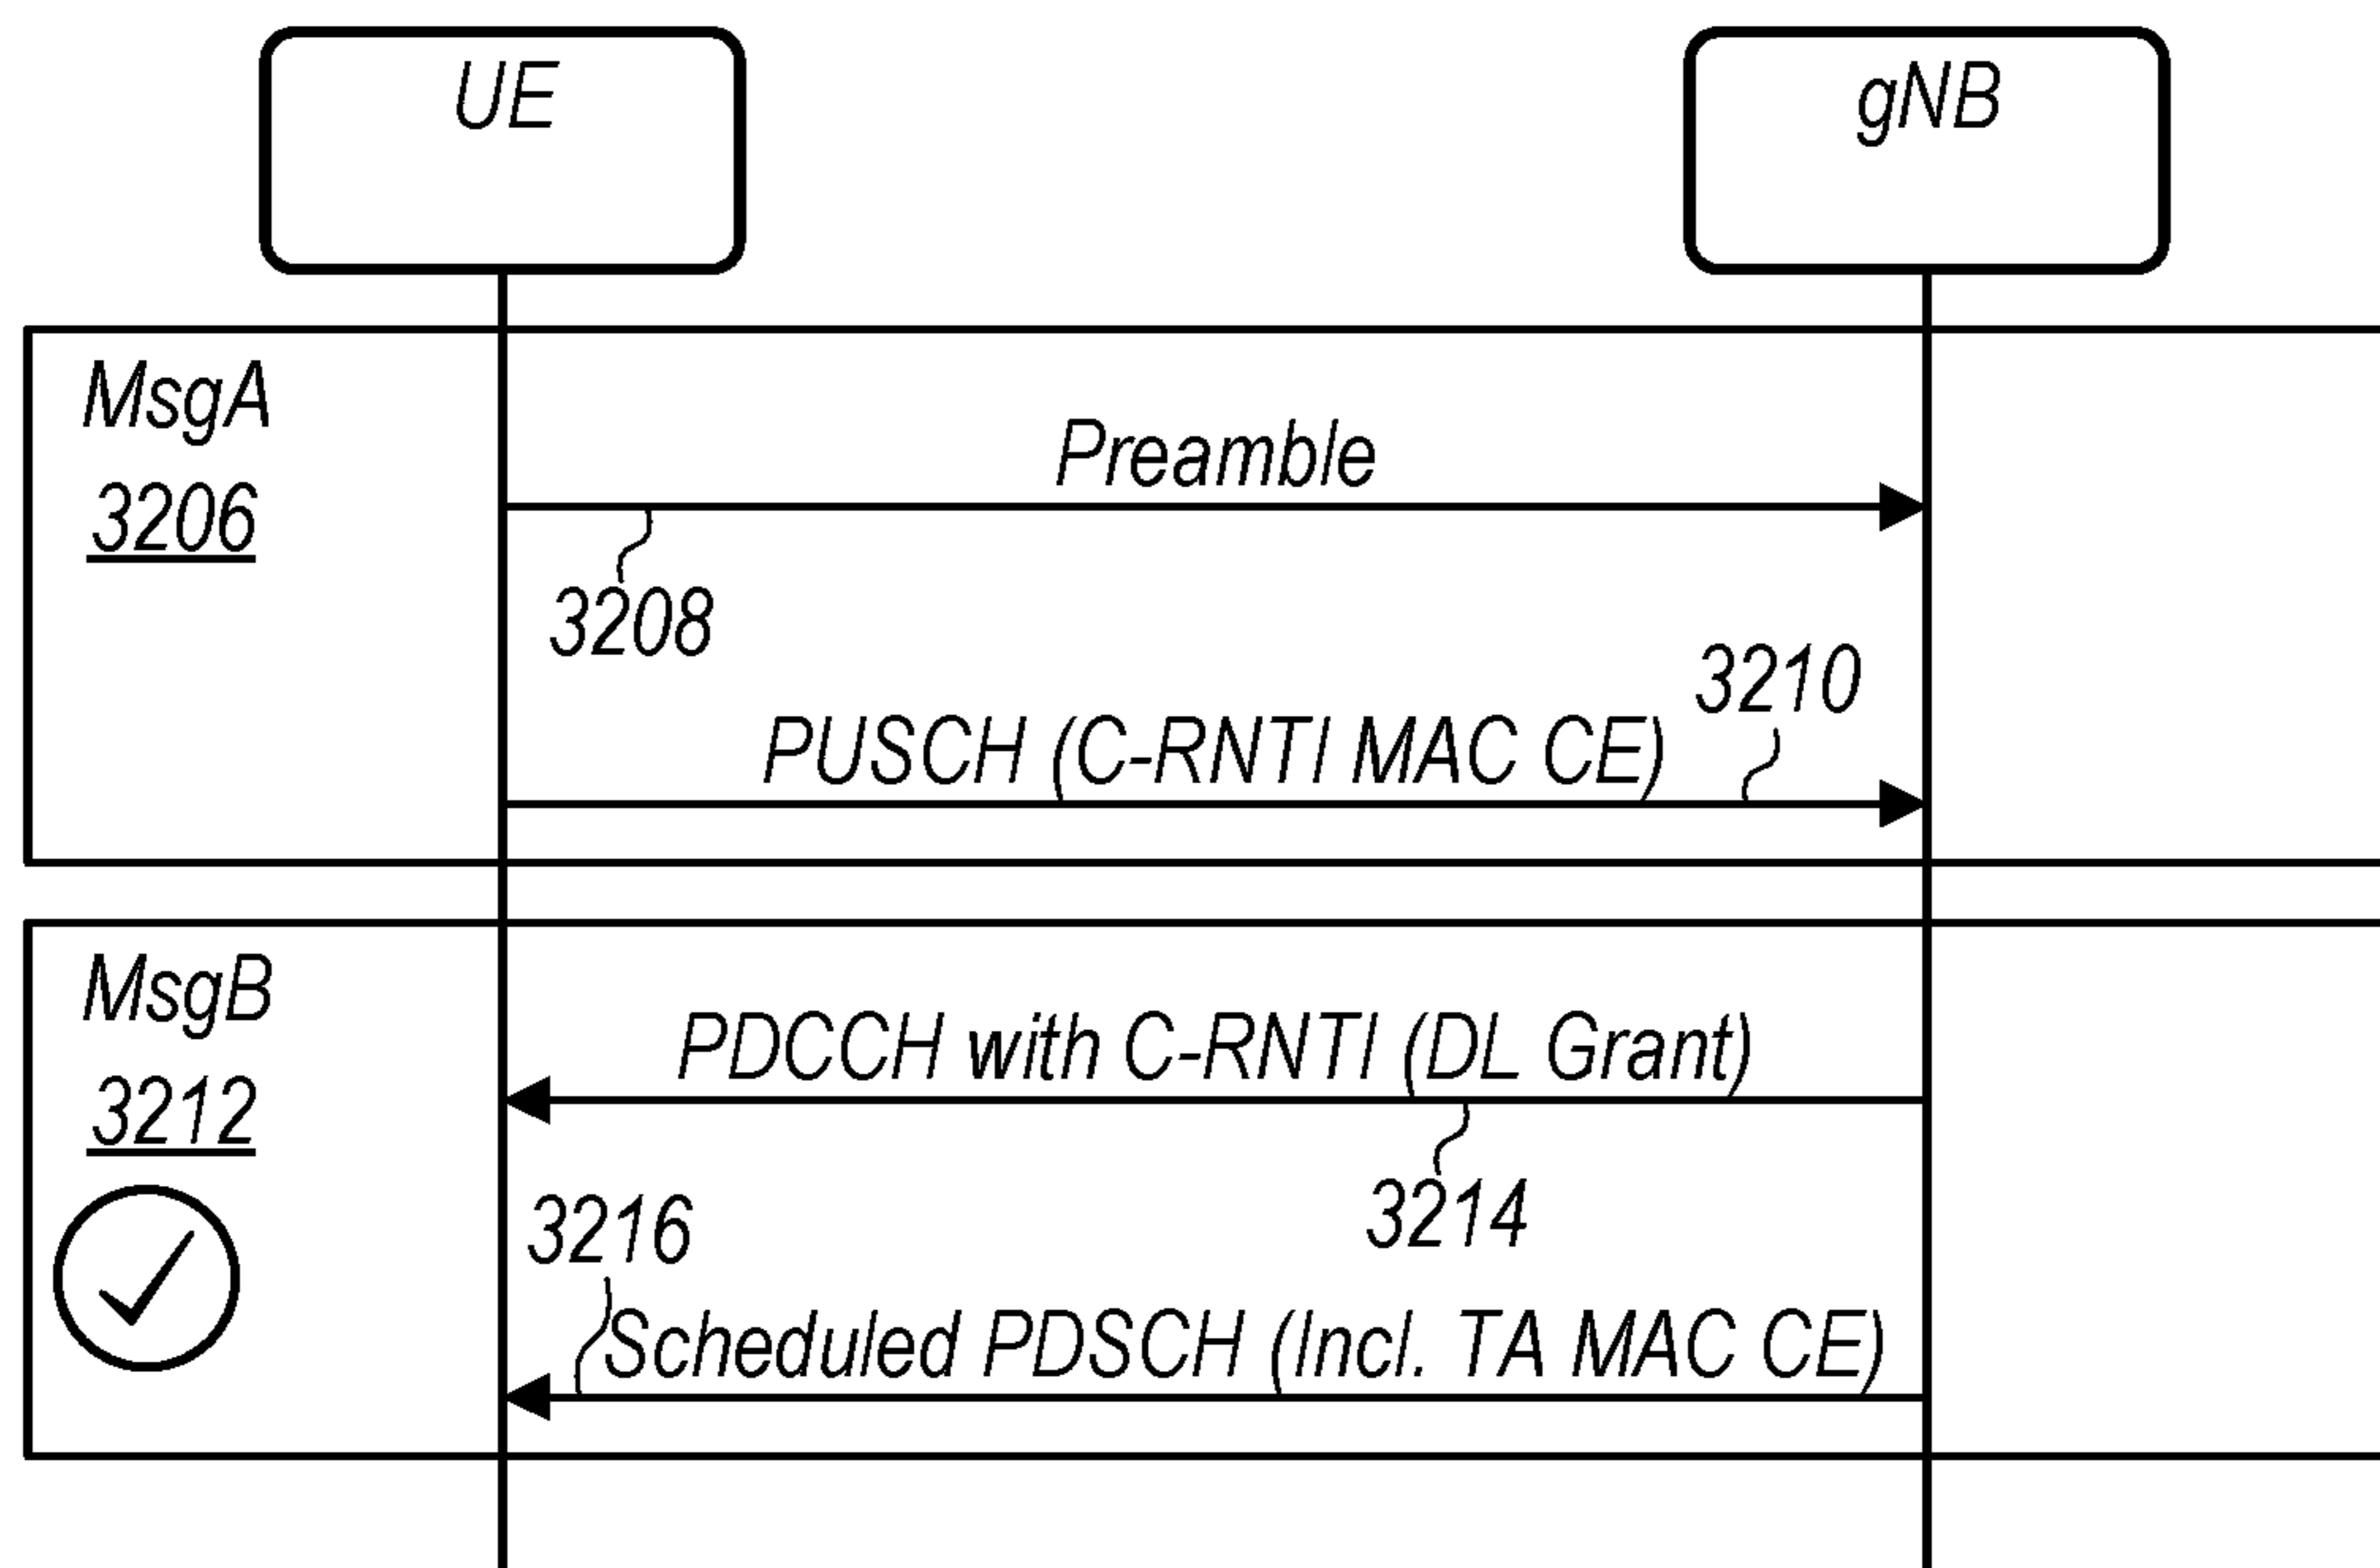 UE
gNB
MsgA
3206
Preamble
3208
3210
PUSCH (C-RNTI MAC CE)
MsgB
3212
PDCCH with C-RNTI (DL Grant)
3214
3216
Scheduled PDSCH (Incl. TA MAC CE)